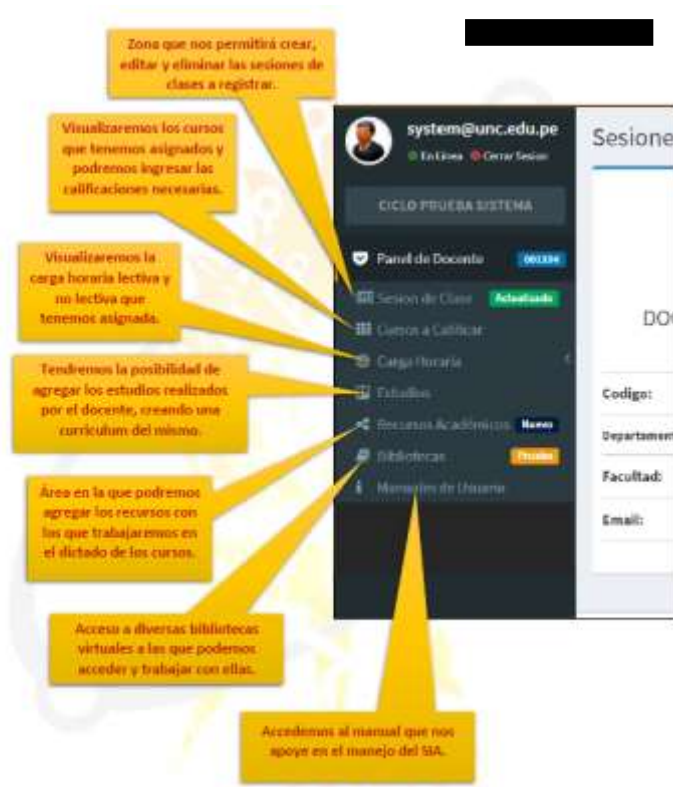 Zona que nos permitirá crear,
editar y eliminar las sesiones de
clases a registrar.
Visualizaremos los cursos
que tenemos asignados y
podremos ingresar las
calificaciones necesarias.
Visualizaremos la
carga horaria lectiva y
no lectiva que
tenemos asignada.
Tendremos la posibilidad de
agregar los estudios realizados
por el docente, creando una
curriculum del mismo.
Área en la que podremos
agregar los recursos con
los que trabajaremos en
el dictado de los cursos.
Acceso a diversas bibliotecas
virtuales a las que podemos
acceder y trabajar con ellas.
Accedemos al manual que nos
apoye en el manejo del SIA.
system@unc.edu.pe
En Linea Cerrar Sesion
CICLO PRUEBA SISTEMA
Panel de Docente
Sesion de Clase Actualizado
Cursos a Calificar
Carga Horaria
Estudios
Recursos Académicos Nuevo
Bibliotecas Prueba
Manuales de Usuario
Sesione
DO
Codigo:
Departament
Facultad:
Email: